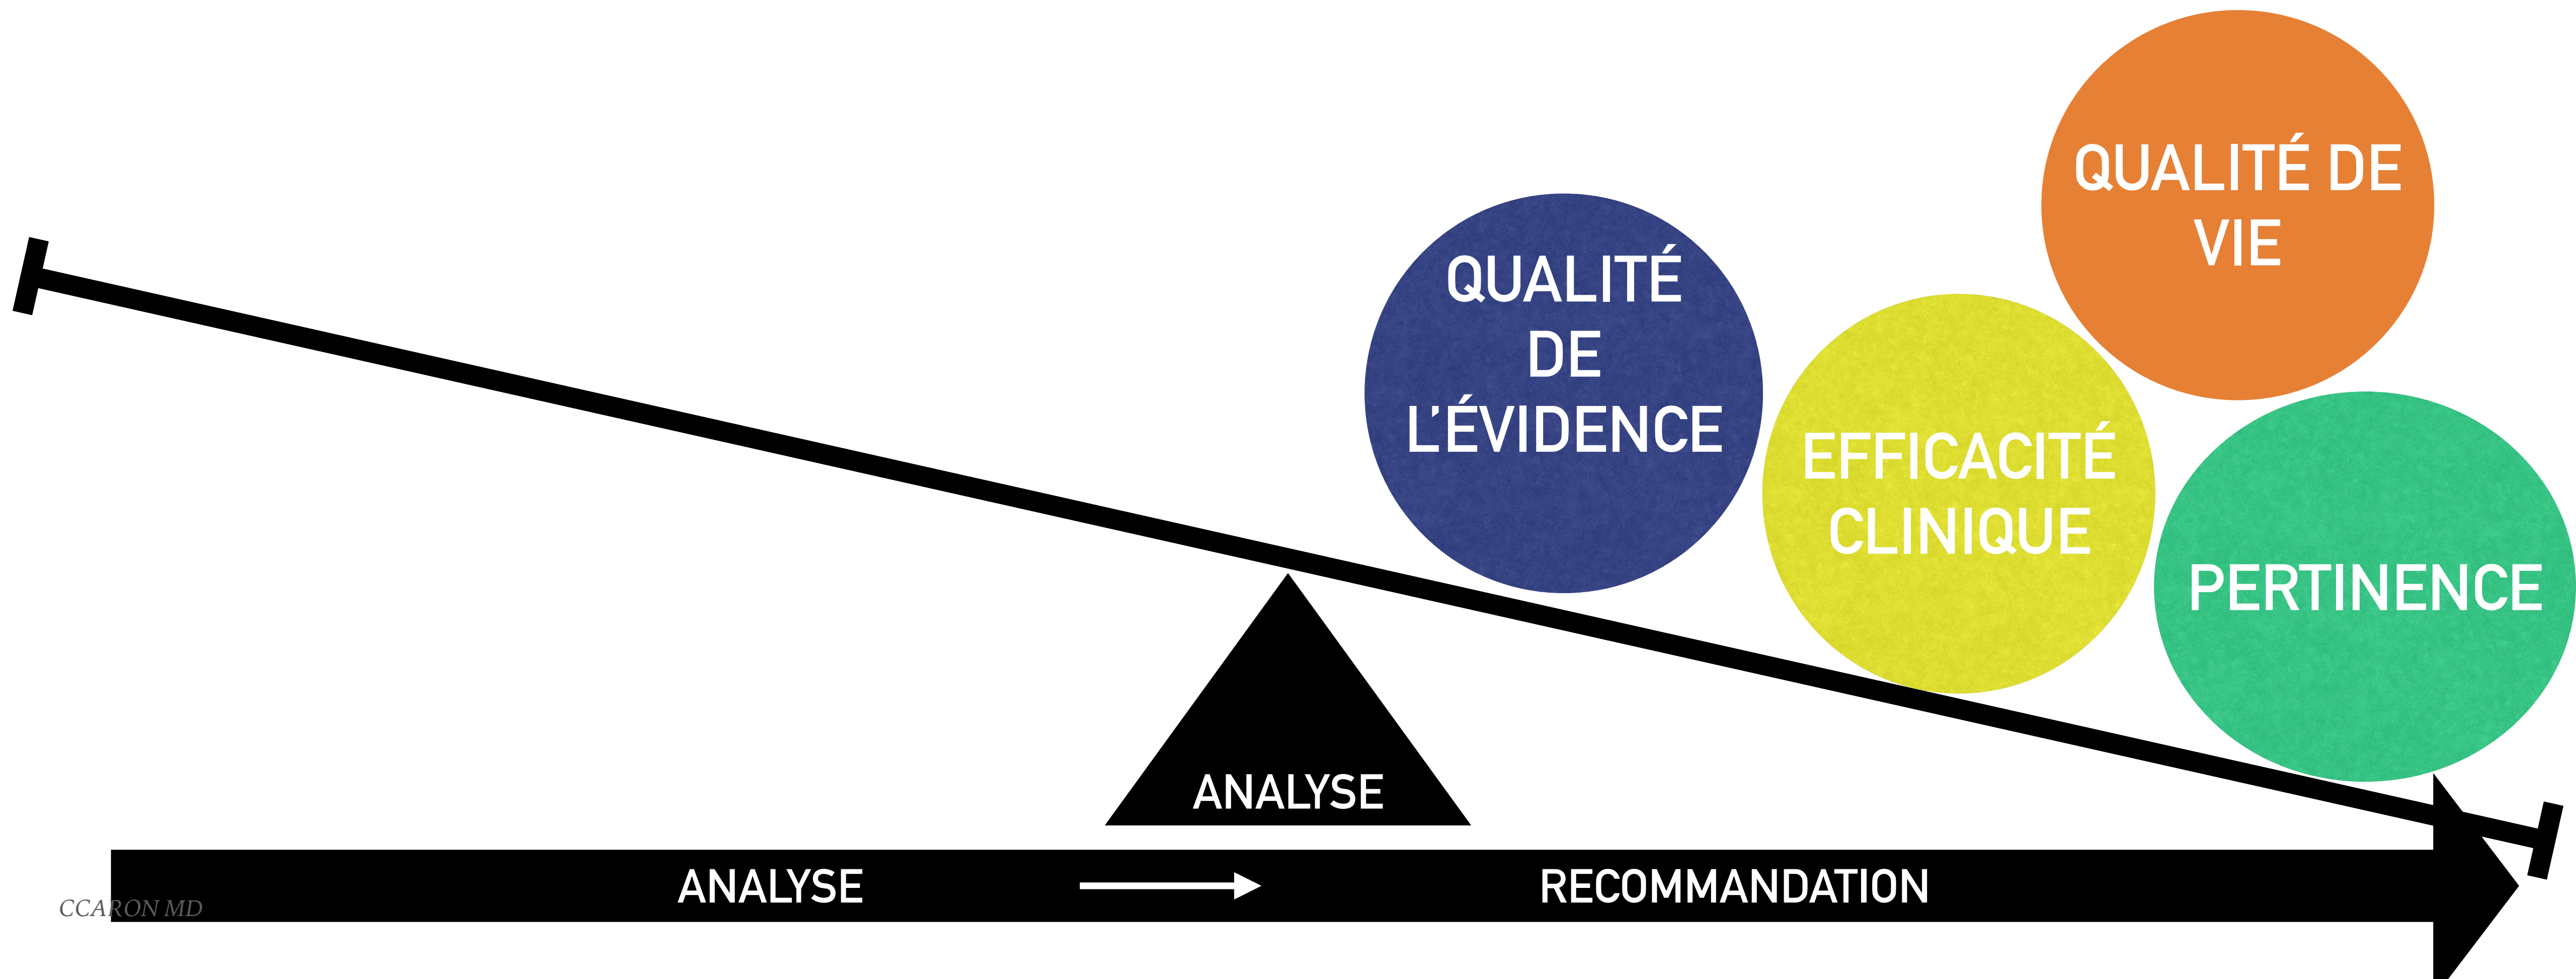 QUALITÉ DE
VIE
QUALITÉ
DE
L'ÉVIDENCE
EFFICACITÉ
CLINIQUE
PERTINENCE
ANALYSE
ANALYSE
RECOMMANDATION
CCARON MD